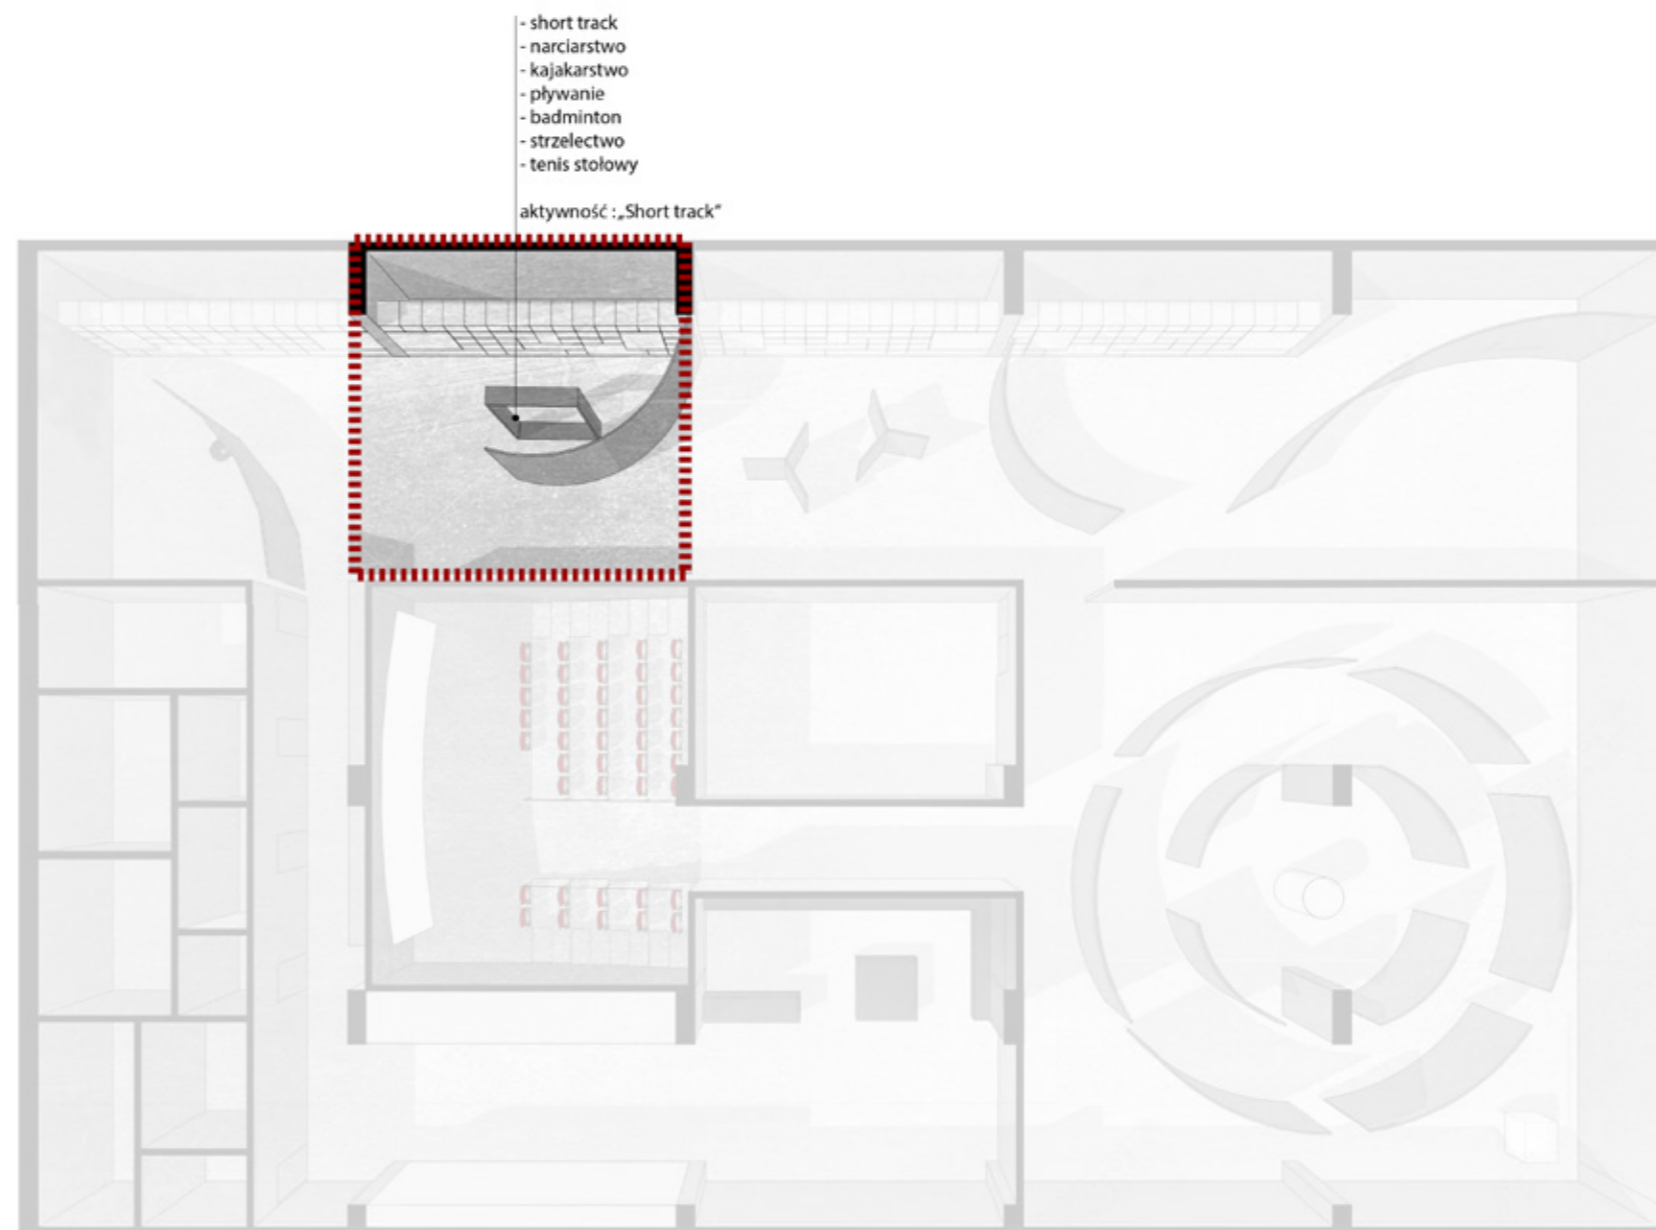 - short track
- narciarstwo
- kajakarstwo
- pływanie
- badminton
- strzelectwo
- tenis stołowy
aktywność : „Short track”